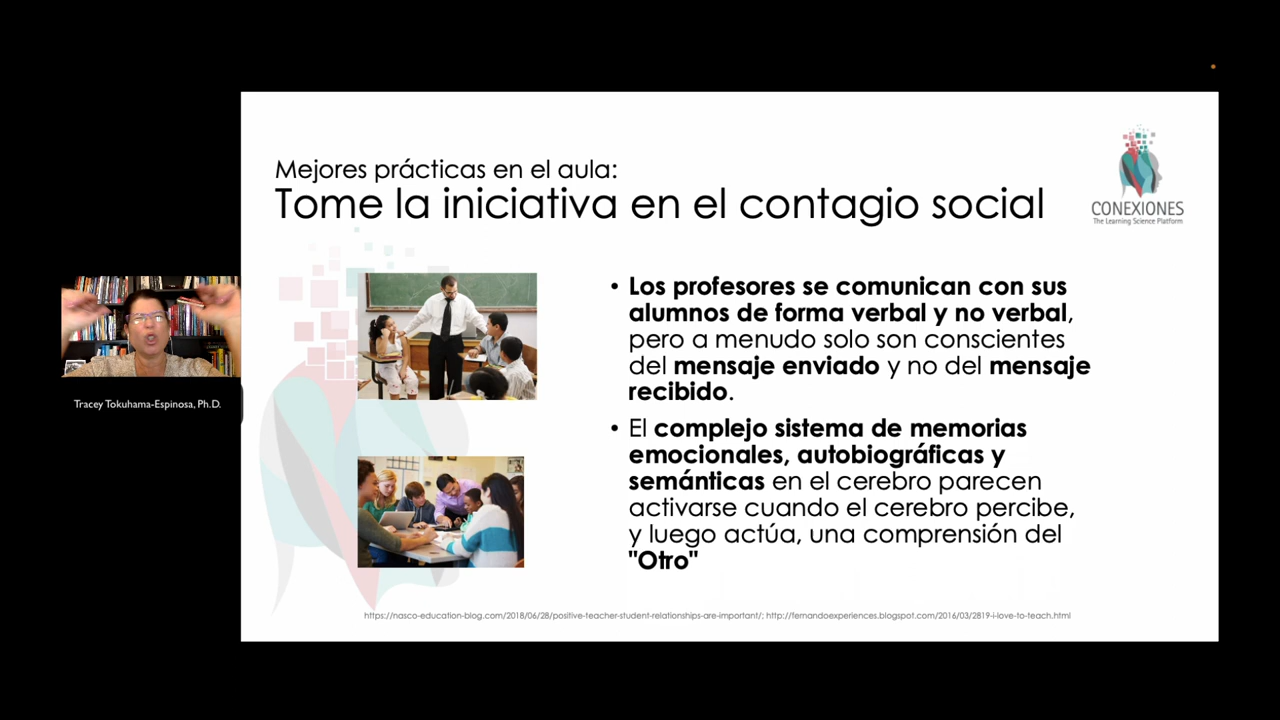 Mejores prácticas en el aula:
Tome la iniciativa en el contagio social
CONEXIONES
The Learning Science Platform
• Los profesores se comunican con sus
alumnos de forma verbal y no verbal,
pero a menudo solo son conscientes
del mensaje enviado y no del mensaje
recibido.
• El complejo sistema de memorias
emocionales, autobiográficas y
semánticas en el cerebro parecen
activarse cuando el cerebro percibe,
y luego actúa, una comprensión del
"Otro"
Tracey Tokuhama-Espinosa, Ph.D.
https://nasco-education-blog.com/2018/06/28/positive-teacher-student-relationships-are-important/; http://fernandoexperiences.blogspot.com/2016/03/2819-i-love-to-teach.html